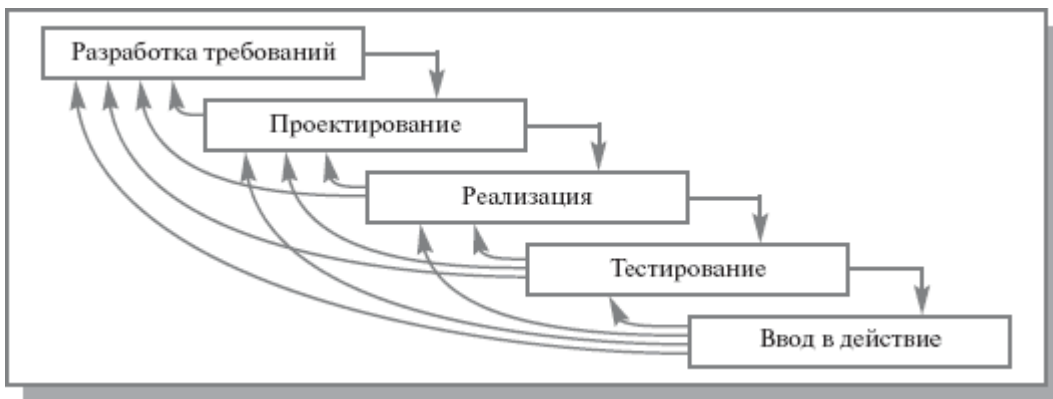 Разработка требований
Проектирование
Реализация
Тестирование
Ввод в действие